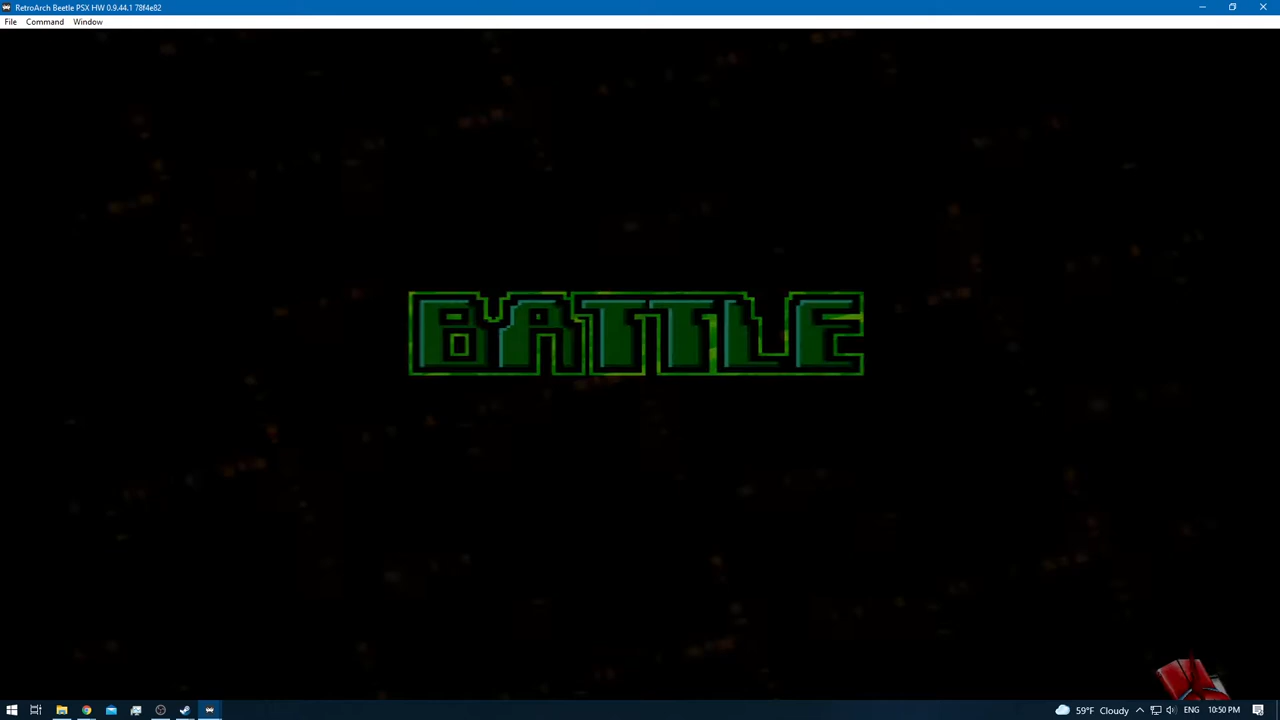 RetroArch Beetle PSX HW 0.9.44.1 78f4e82
File Command Window
BATTLE
59°F Cloudy ENG 10:50 PM